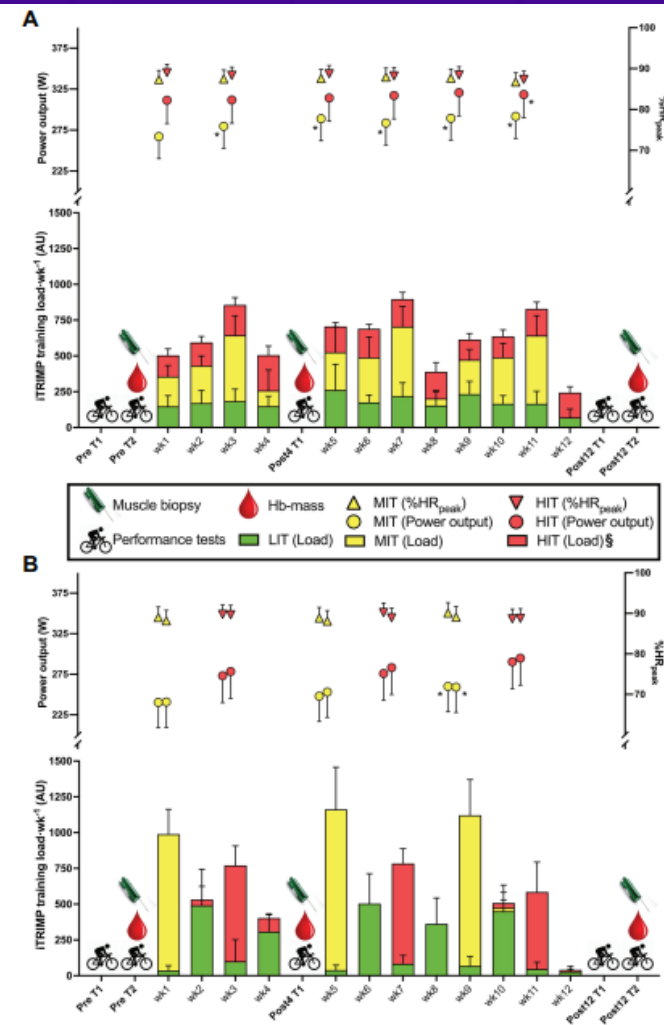 A
Power output (W)
375
325
275
225
100
90
80
70
%HRpeak
* * * * * *
iTRIMP training load·wk⁻¹ (AU)
1500
1250
1000
750
500
250
0
Pre T1 Pre T2 wk1 wk2 wk3 wk4 Post4 T1 wk5 wk6 wk7 wk8 wk9 wk10 wk11 wk12 Post12 T1 Post12 T2
Muscle biopsy Hb-mass MIT (%HRpeak) HIT (%HRpeak)
MIT (Power output) HIT (Power output)
Performance tests LIT (Load) MIT (Load) HIT (Load)§
B
Power output (W)
375
325
275
225
100
90
80
70
%HRpeak
* *
iTRIMP training load·wk⁻¹ (AU)
1500
1250
1000
750
500
250
0
Pre T1 Pre T2 wk1 wk2 wk3 wk4 Post4 T1 wk5 wk6 wk7 wk8 wk9 wk10 wk11 wk12 Post12 T1 Post12 T2